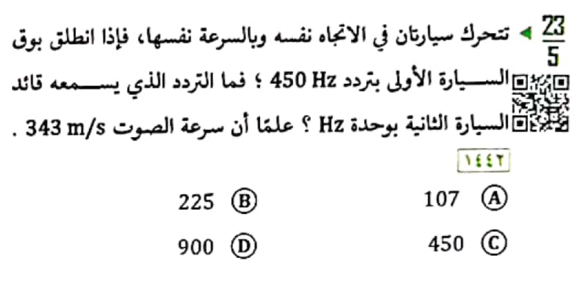 23
5
◀ تتحرك سيارتان في الاتجاه نفسه وبالسرعة نفسها، فإذا انطلق بوق
السيارة الأولى بتردد 450 Hz ؛ فما التردد الذي يسمعه قائد
السيارة الثانية بوحدة Hz ؟ علمًا أن سرعة الصوت 343 m/s .
١٤٤٢
A 107
B 225
C 450
D 900